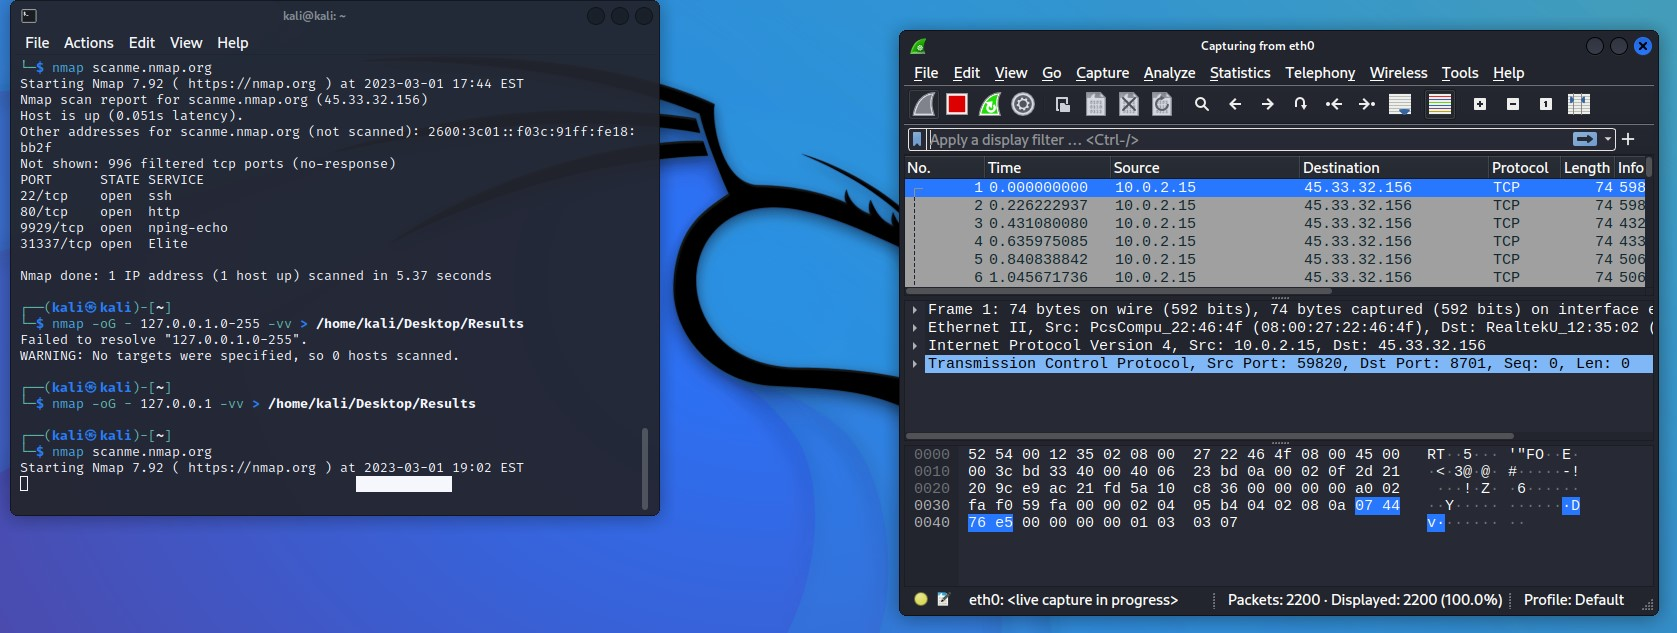 kali@kali: ~
File Actions Edit View Help
└─$ nmap scanme.nmap.org
Starting Nmap 7.92 ( https://nmap.org ) at 2023-03-01 17:44 EST
Nmap scan report for scanme.nmap.org (45.33.32.156)
Host is up (0.051s latency).
Other addresses for scanme.nmap.org (not scanned): 2600:3c01::f03c:91ff:fe18:
bb2f
Not shown: 996 filtered tcp ports (no-response)
PORT      STATE SERVICE
22/tcp    open  ssh
80/tcp    open  http
9929/tcp  open  nping-echo
31337/tcp open  Elite
Nmap done: 1 IP address (1 host up) scanned in 5.37 seconds
┌──(kali㉿kali)-[~]
└─$ nmap -oG - 127.0.0.1.0-255 -vv > /home/kali/Desktop/Results
Failed to resolve "127.0.0.1.0-255".
WARNING: No targets were specified, so 0 hosts scanned.
┌──(kali㉿kali)-[~]
└─$ nmap -oG - 127.0.0.1 -vv > /home/kali/Desktop/Results
┌──(kali㉿kali)-[~]
└─$ nmap scanme.nmap.org
Starting Nmap 7.92 ( https://nmap.org ) at 2023-03-01 19:02 EST
Capturing from eth0
File Edit View Go Capture Analyze Statistics Telephony Wireless Tools Help
Apply a display filter ... <Ctrl-/>
No. Time Source Destination Protocol Length Info
1 0.000000000 10.0.2.15 45.33.32.156 TCP 74 598
2 0.226222937 10.0.2.15 45.33.32.156 TCP 74 598
3 0.431080080 10.0.2.15 45.33.32.156 TCP 74 432
4 0.635975085 10.0.2.15 45.33.32.156 TCP 74 433
5 0.840838842 10.0.2.15 45.33.32.156 TCP 74 506
6 1.045671736 10.0.2.15 45.33.32.156 TCP 74 506
Frame 1: 74 bytes on wire (592 bits), 74 bytes captured (592 bits) on interface e
Ethernet II, Src: PcsCompu_22:46:4f (08:00:27:22:46:4f), Dst: RealtekU_12:35:02 (
Internet Protocol Version 4, Src: 10.0.2.15, Dst: 45.33.32.156
Transmission Control Protocol, Src Port: 59820, Dst Port: 8701, Seq: 0, Len: 0
0000 52 54 00 12 35 02 08 00 27 22 46 4f 08 00 45 00 RT··5··· '"FO··E·
0010 00 3c bd 33 40 00 40 06 23 bd 0a 00 02 0f 2d 21 ·<·3@·@· #·····-!
0020 20 9c e9 ac 21 fd 5a 10 c8 36 00 00 00 00 a0 02 ···!·Z· ·6······
0030 fa f0 59 fa 00 00 02 04 05 b4 04 02 08 0a 07 44 ··Y····· ·······D
0040 76 e5 00 00 00 00 01 03 03 07 v······· ··
eth0: <live capture in progress>
Packets: 2200 · Displayed: 2200 (100.0%)
Profile: Default